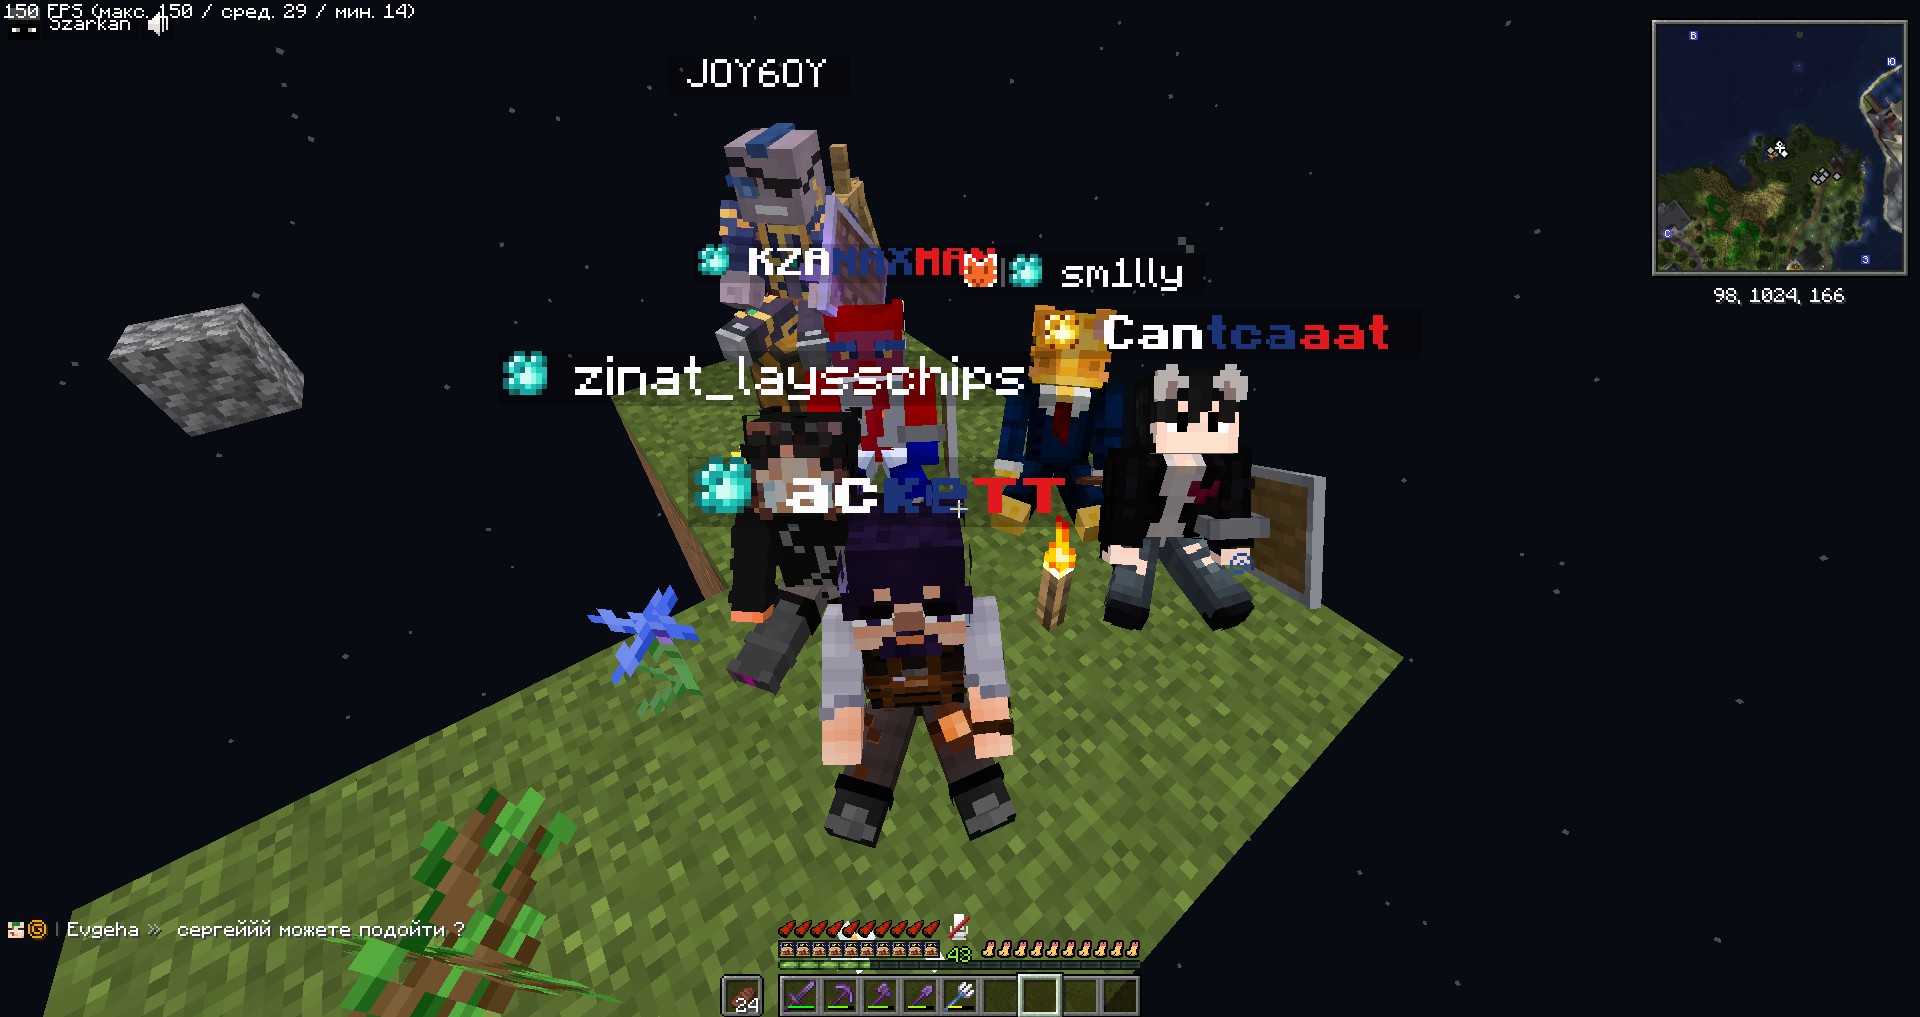 150 FPS (макс. 150 / сред. 29 / мин. 14)
Szarkan
JOY6OY
В
Ю
С
З
98, 1024, 166
KZAMAXMAN
sm1lly
Cantcaaat
zinat_laysschips
ackeTT
Evgeha » сергеййй можете подойти ?
48
24